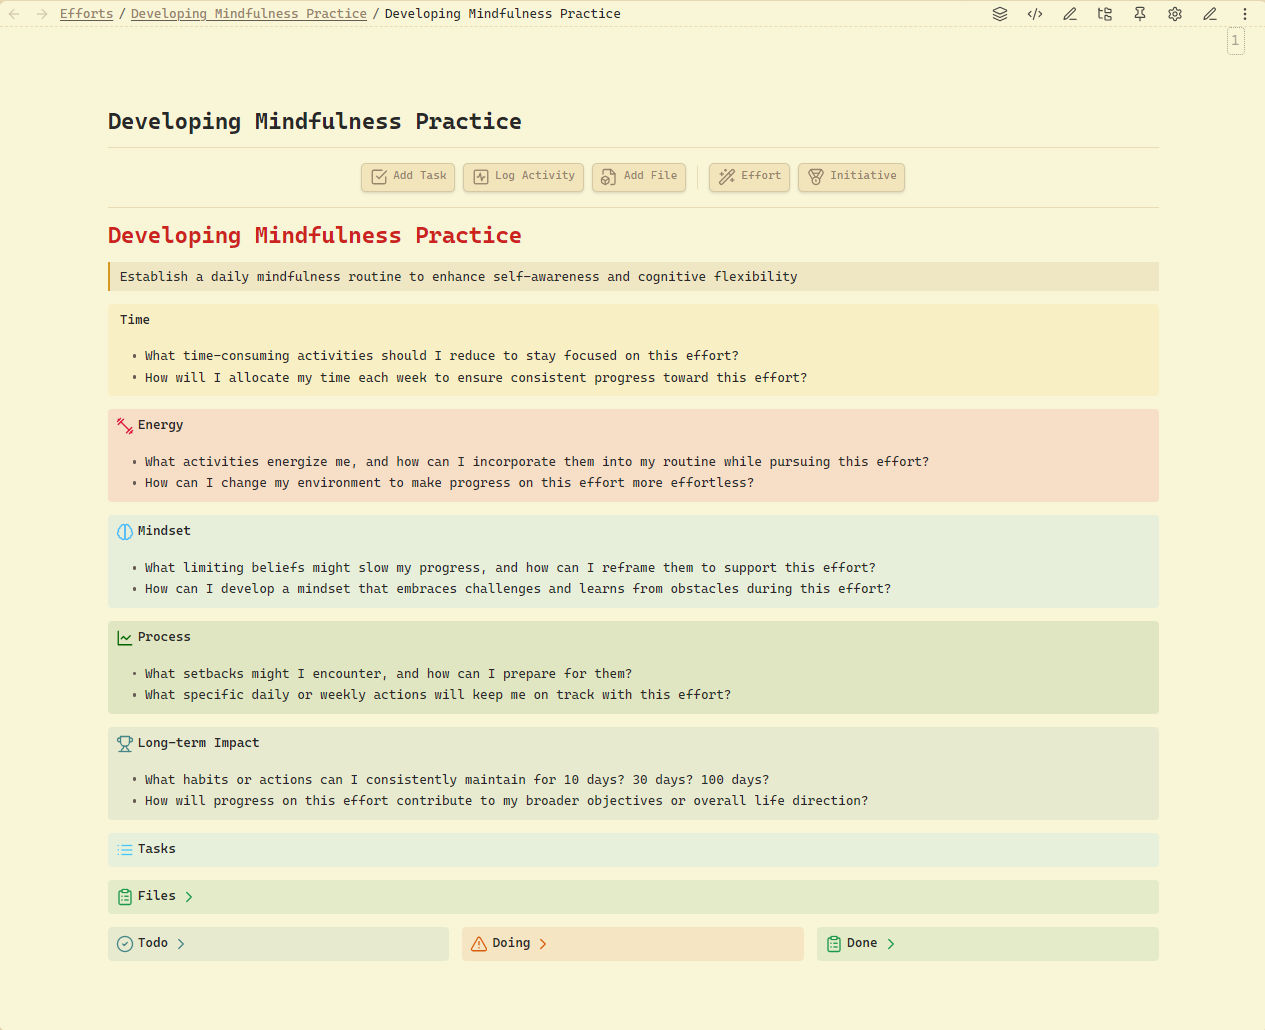 Efforts / Developing Mindfulness Practice / Developing Mindfulness Practice
1
Developing Mindfulness Practice
Add Task Log Activity Add File Effort Initiative
Developing Mindfulness Practice
Establish a daily mindfulness routine to enhance self-awareness and cognitive flexibility
Time
• What time-consuming activities should I reduce to stay focused on this effort?
• How will I allocate my time each week to ensure consistent progress toward this effort?
Energy
• What activities energize me, and how can I incorporate them into my routine while pursuing this effort?
• How can I change my environment to make progress on this effort more effortless?
Mindset
• What limiting beliefs might slow my progress, and how can I reframe them to support this effort?
• How can I develop a mindset that embraces challenges and learns from obstacles during this effort?
Process
• What setbacks might I encounter, and how can I prepare for them?
• What specific daily or weekly actions will keep me on track with this effort?
Long-term Impact
• What habits or actions can I consistently maintain for 10 days? 30 days? 100 days?
• How will progress on this effort contribute to my broader objectives or overall life direction?
Tasks
Files
Todo Doing Done